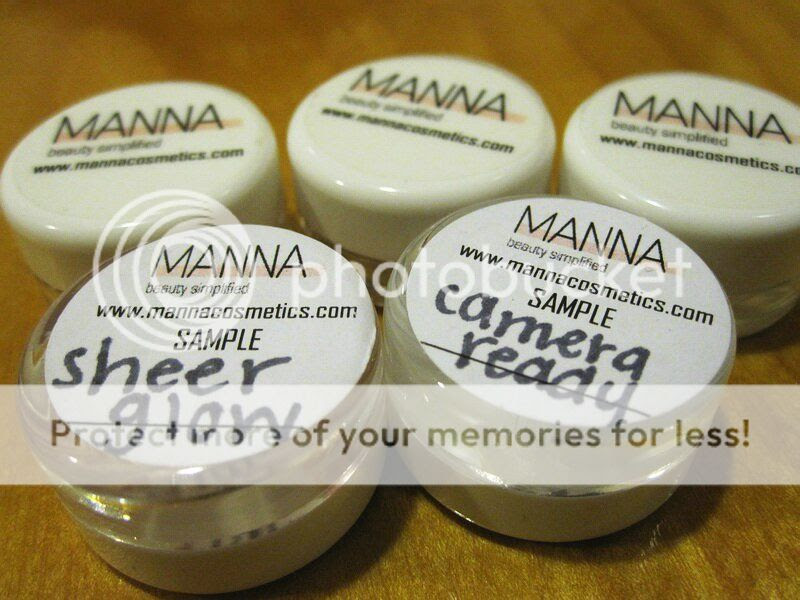 MANNA
beauty simplified
www.mannacosmetics.com
MANNA
beauty simplified
www.mannacosmetics.com
MANNA
beauty simplified
www.mannacosmetics.com
MANNA
beauty simplified
www.mannacosmetics.com
SAMPLE
sheer
glow
MANNA
beauty simplified
www.mannacosmetics.com
SAMPLE
camera
ready
photobucket
Protect more of your memories for less!